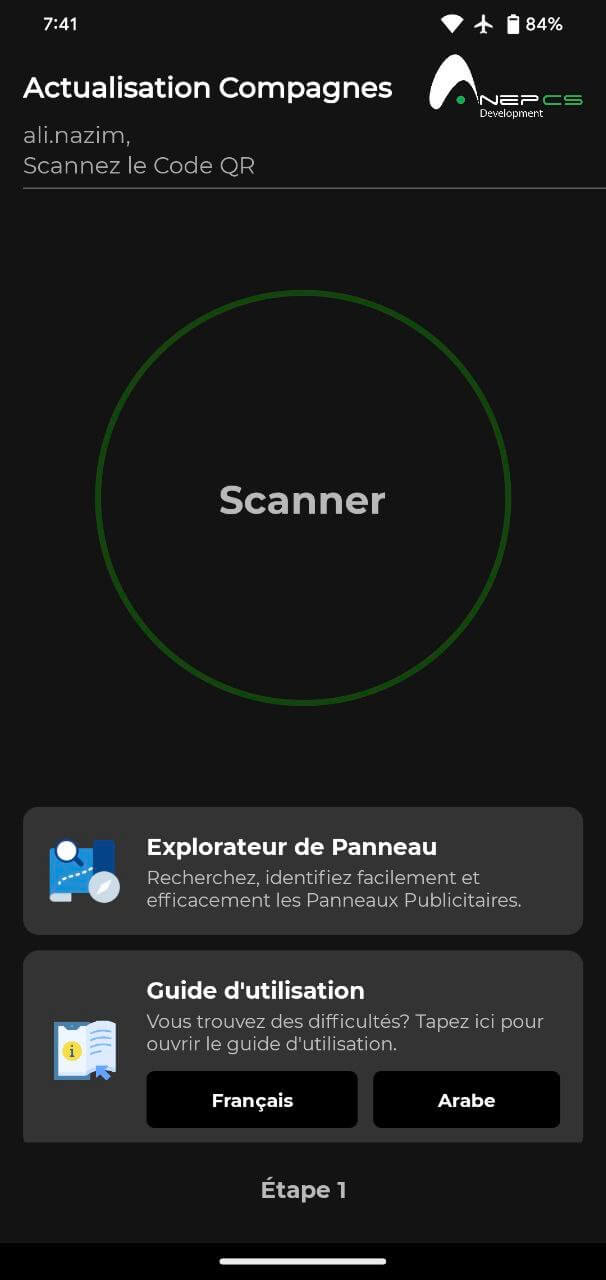 7:41
84%
Actualisation Compagnes
ANEPCS
Development
ali.nazim,
Scannez le Code QR
Scanner
Explorateur de Panneau
Recherchez, identifiez facilement et
efficacement les Panneaux Publicitaires.
Guide d'utilisation
Vous trouvez des difficultés? Tapez ici pour
ouvrir le guide d'utilisation.
Français
Arabe
Étape 1